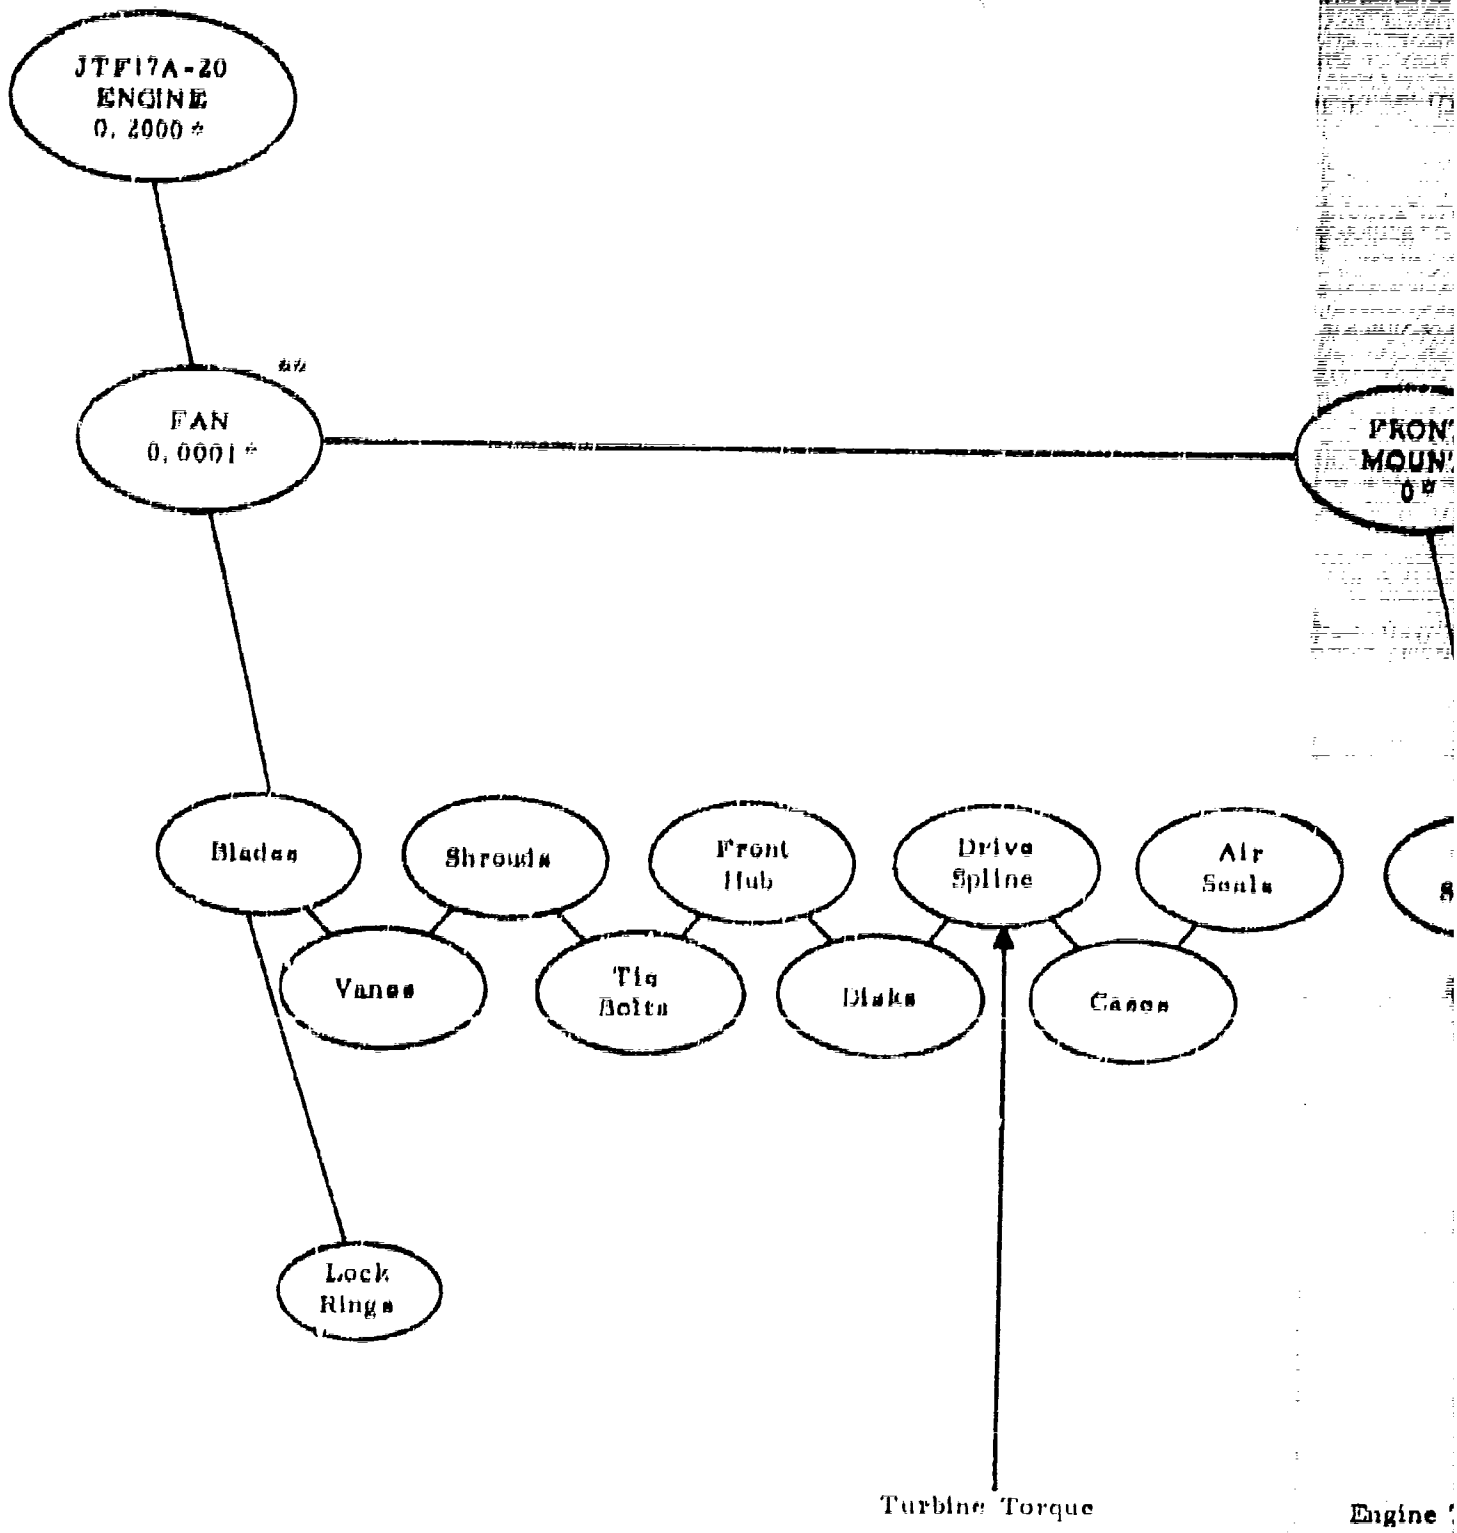 JTF17A-20
ENGINE
0.2000 *
**
FAN
0.0001 *
FRONT
MOUNT
0 *
Blades
Shrouds
Front
Hub
Drive
Spline
Air
Seals
S
Vanes
Tie
Bolts
Disks
Cases
Lock
Rings
Turbine Torque
Engine